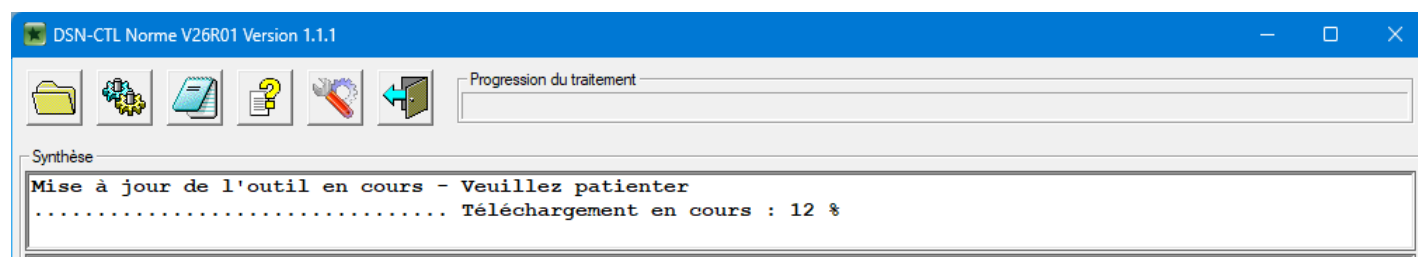 DSN-CTL Norme V26R01 Version 1.1.1
Progression du traitement
Synthèse
Mise à jour de l'outil en cours - Veuillez patienter
................................. Téléchargement en cours : 12 %